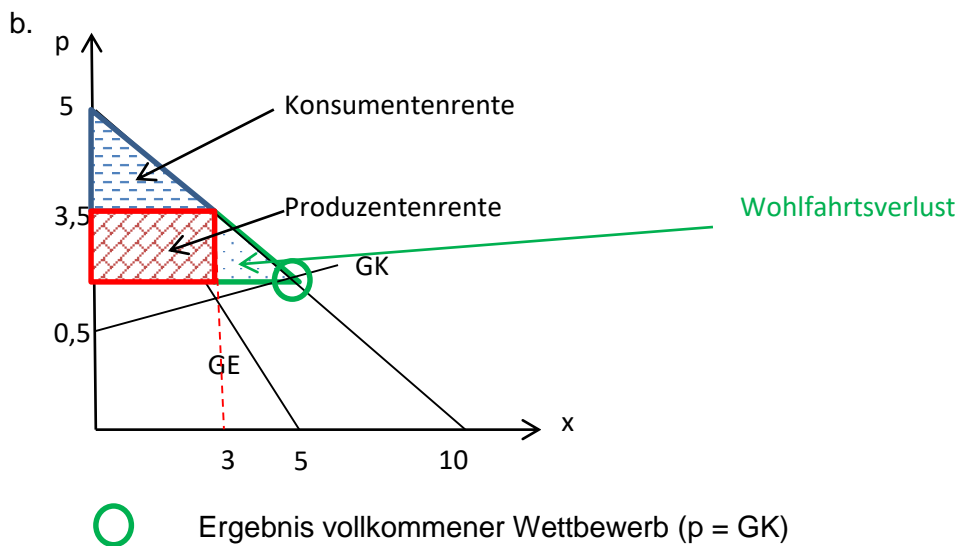 b.
p
5
Konsumentenrente
3,5
Produzentenrente
Wohlfahrtsverlust
GK
0,5
GE
x
3 5 10
Ergebnis vollkommener Wettbewerb (p = GK)